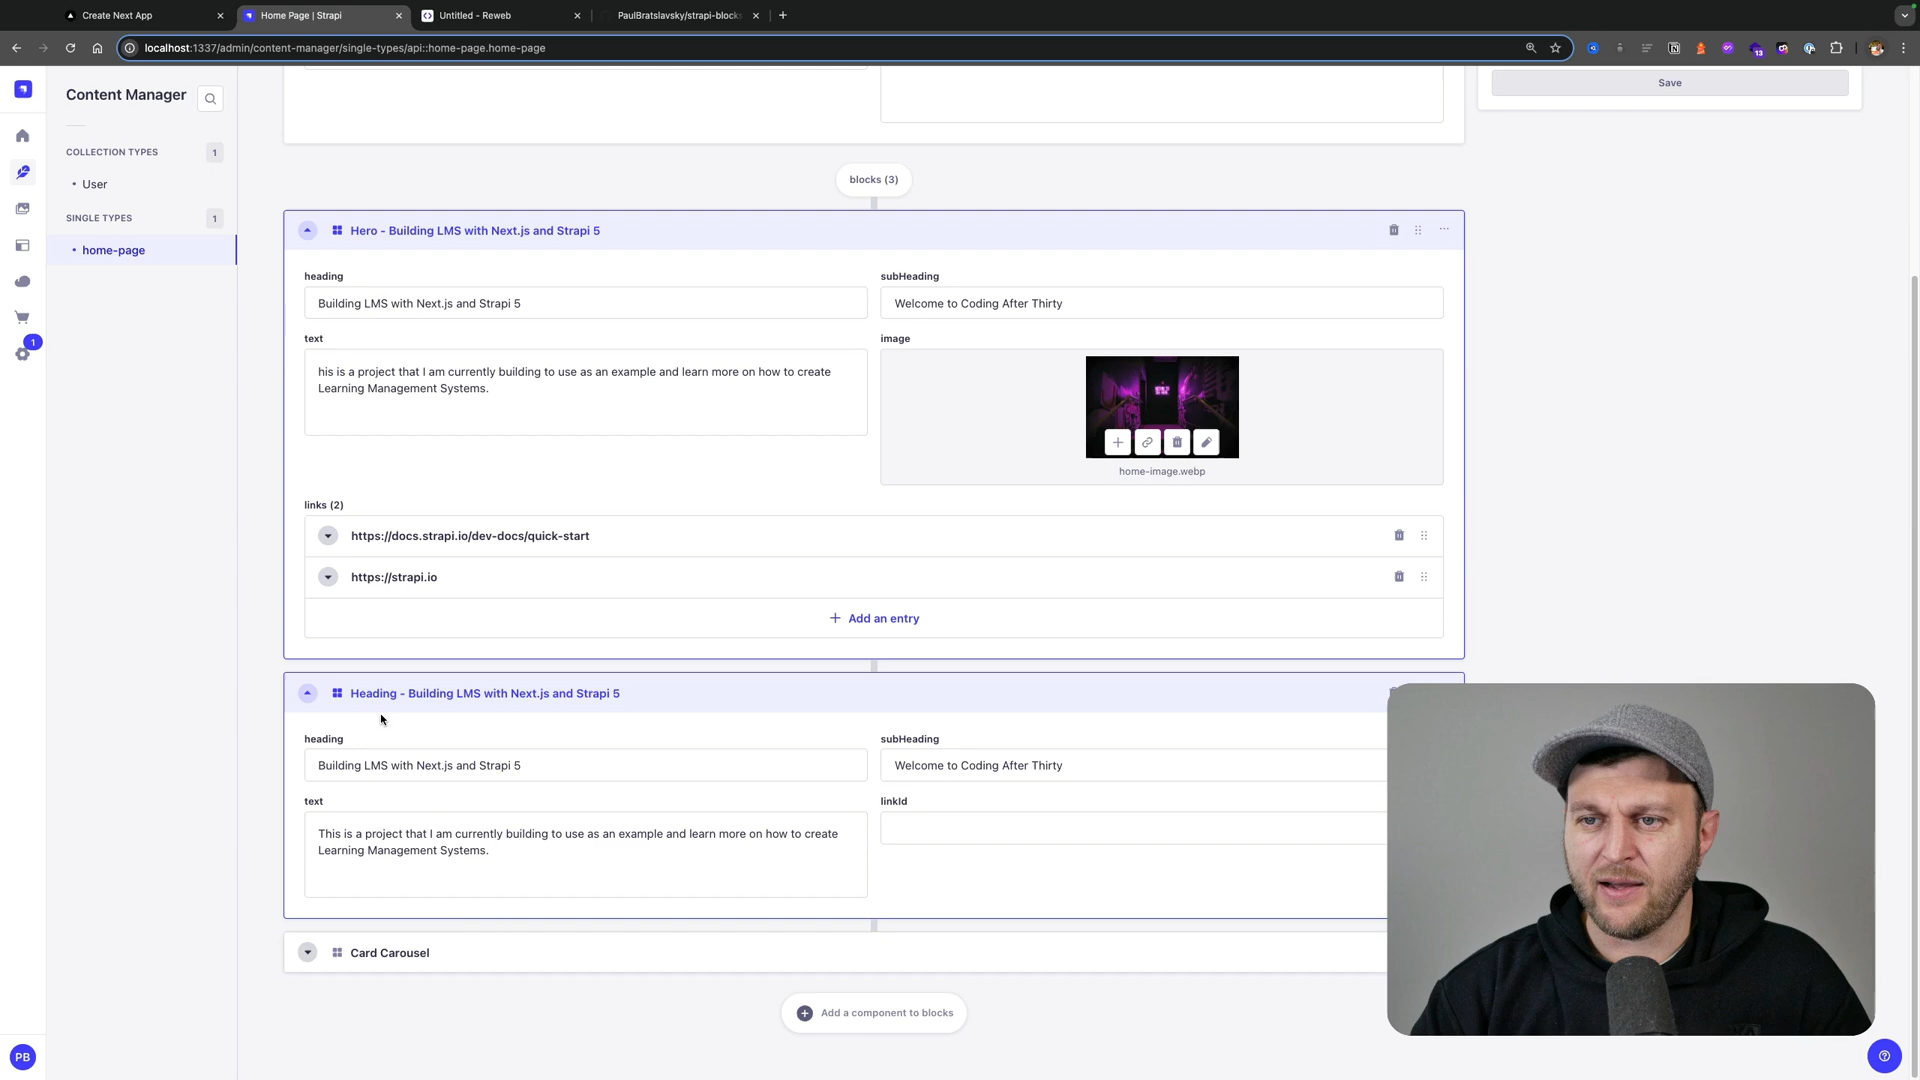 Create Next App
Home Page | Strapi
Untitled - Reweb
PaulBratslavsky/strapi-blocks
localhost:1337/admin/content-manager/single-types/api::home-page.home-page
13
Content Manager
Save
COLLECTION TYPES
1
User
SINGLE TYPES
1
home-page
1
blocks (3)
Hero - Building LMS with Next.js and Strapi 5
heading
subHeading
Building LMS with Next.js and Strapi 5
Welcome to Coding After Thirty
text
image
his is a project that I am currently building to use as an example and learn more on how to create
Learning Management Systems.
home-image.webp
links (2)
https://docs.strapi.io/dev-docs/quick-start
https://strapi.io
Add an entry
Heading - Building LMS with Next.js and Strapi 5
heading
subHeading
Building LMS with Next.js and Strapi 5
Welcome to Coding After Thirty
text
linkId
This is a project that I am currently building to use as an example and learn more on how to create
Learning Management Systems.
Card Carousel
Add a component to blocks
PB